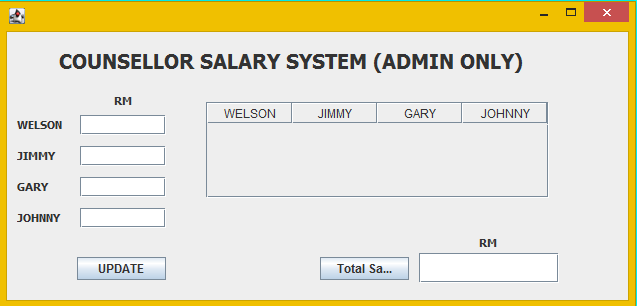 COUNSELLOR SALARY SYSTEM (ADMIN ONLY)
RM
WELSON JIMMY GARY JOHNNY
WELSON
JIMMY
GARY
JOHNNY
RM
UPDATE Total Sa...